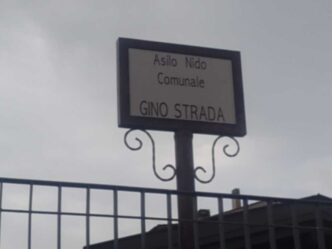 Asilo Nido
Comunale
GINO STRADA